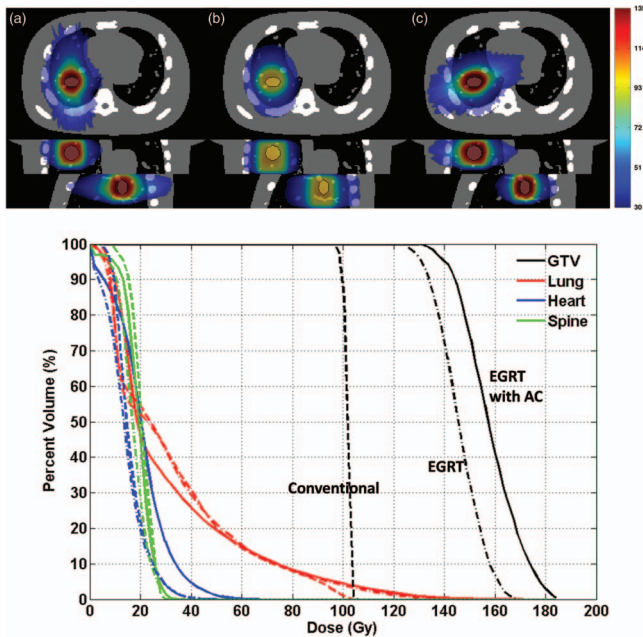 (a)
(b)
(c)
135
114
93
72
51
30
100
90
80
70
60
50
40
30
20
10
0
Percent Volume (%)
GTV
Lung
Heart
Spine
EGRT
with AC
EGRT
Conventional
0 20 40 60 80 100 120 140 160 180 200
Dose (Gy)